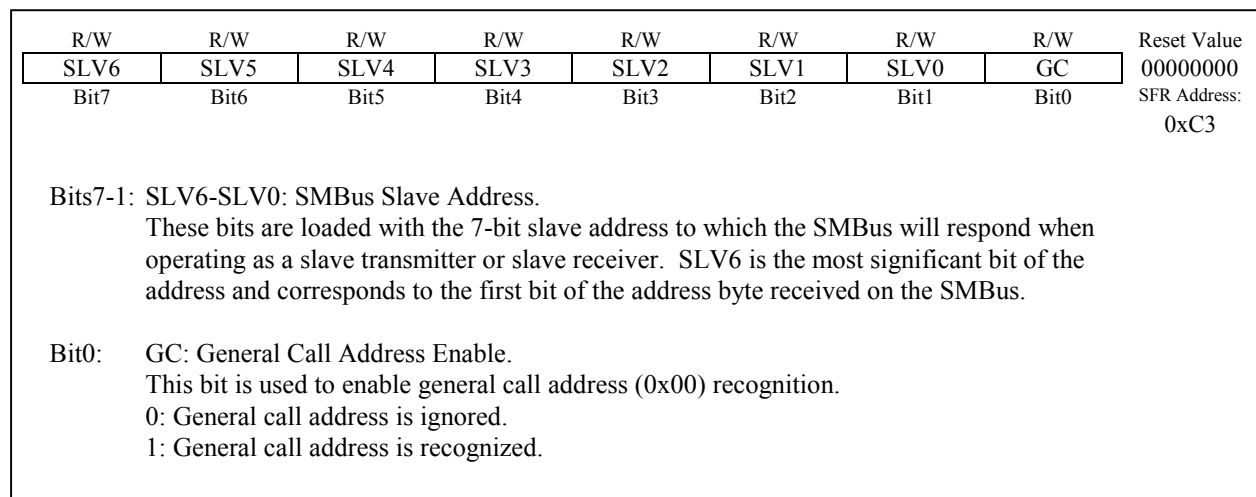 R/W R/W R/W R/W R/W R/W R/W R/W Reset Value
SLV6 SLV5 SLV4 SLV3 SLV2 SLV1 SLV0 GC 00000000
Bit7 Bit6 Bit5 Bit4 Bit3 Bit2 Bit1 Bit0 SFR Address:
0xC3
Bits7-1: SLV6-SLV0: SMBus Slave Address.
These bits are loaded with the 7-bit slave address to which the SMBus will respond when
operating as a slave transmitter or slave receiver. SLV6 is the most significant bit of the
address and corresponds to the first bit of the address byte received on the SMBus.
Bit0: GC: General Call Address Enable.
This bit is used to enable general call address (0x00) recognition.
0: General call address is ignored.
1: General call address is recognized.